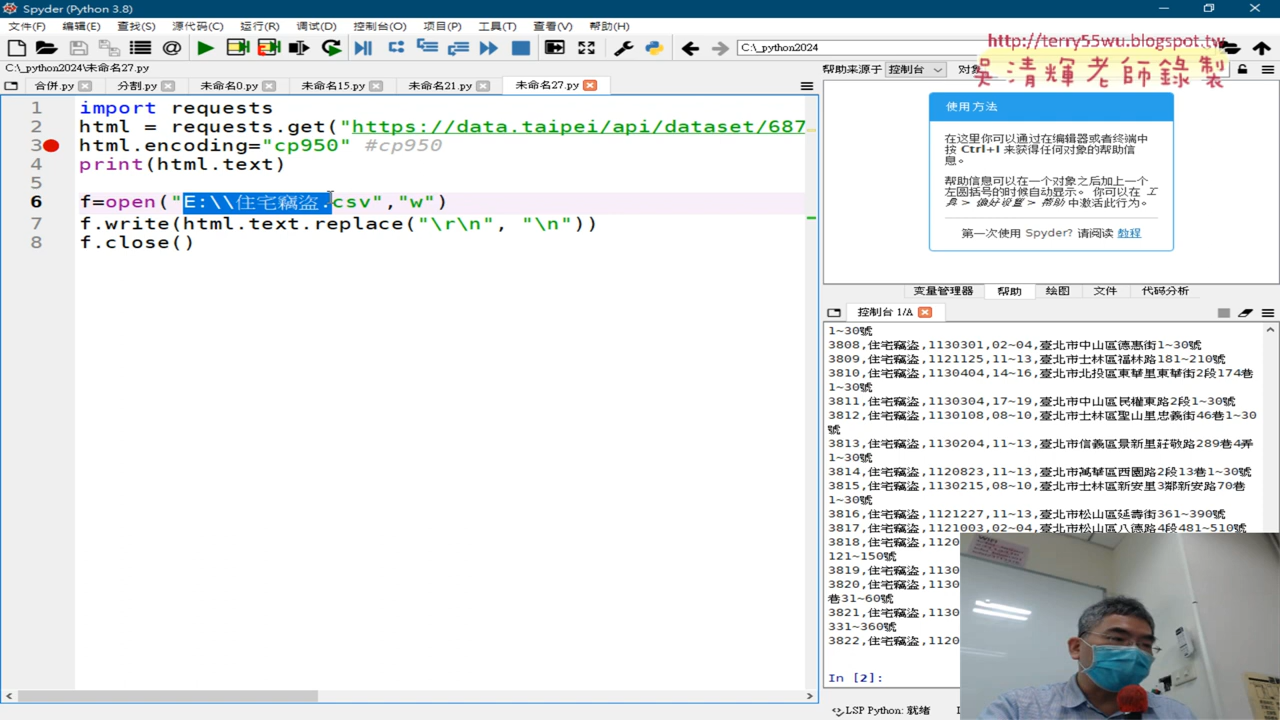 Spyder (Python 3.8)
文件(F) 编辑(E) 查找(S) 源代码(C) 运行(R) 调试(D) 控制台(O) 项目(P) 工具(T) 查看(V) 帮助(H)
C:\_python2024
http://terry55wu.blogspot.tw
吳清輝老師錄製
C:\_python2024\未命名27.py
帮助来源于 控制台 对象
合併.py 分割.py 未命名0.py 未命名15.py 未命名21.py 未命名27.py
1 import requests
2 html = requests.get("https://data.taipei/api/dataset/687
3 html.encoding="cp950" #cp950
4 print(html.text)
5
6 f=open("E:\\住宅竊盜.csv","w")
7 f.write(html.text.replace("\r\n", "\n"))
8 f.close()
使用方法
在这里你可以通过在编辑器或者终端中
按 Ctrl+I 来获得任何对象的帮助信
息。
帮助信息可以在一个对象之后加上一个
左圆括号的时候自动显示。 你可以在 工
具 > 偏好设置 > 帮助 中激活此行为。
第一次使用 Spyder? 请阅读 教程
变量管理器 帮助 绘图 文件 代码分析
控制台 1/A
1~30號
3808,住宅竊盜,1130301,02~04,臺北市中山區德惠街1~30號
3809,住宅竊盜,1121125,11~13,臺北市士林區福林路181~210號
3810,住宅竊盜,1130404,14~16,臺北市北投區東華里東華街2段174巷
1~30號
3811,住宅竊盜,1130304,17~19,臺北市中山區民權東路2段1~30號
3812,住宅竊盜,1130108,08~10,臺北市士林區聖山里忠義街46巷1~30
號
3813,住宅竊盜,1130204,11~13,臺北市信義區景新里莊敬路289巷4弄
1~30號
3814,住宅竊盜,1120823,11~13,臺北市萬華區西園路2段13巷1~30號
3815,住宅竊盜,1130215,08~10,臺北市士林區新安里3鄰新安路70巷
1~30號
3816,住宅竊盜,1121227,11~13,臺北市松山區延壽街361~390號
3817,住宅竊盜,1121003,02~04,臺北市松山區八德路4段481~510號
3818,住宅竊盜,1120
121~150號
3819,住宅竊盜,1130
3820,住宅竊盜,1130
巷31~60號
3821,住宅竊盜,1130
331~360號
3822,住宅竊盜,1120
In [2]:
LSP Python: 就绪